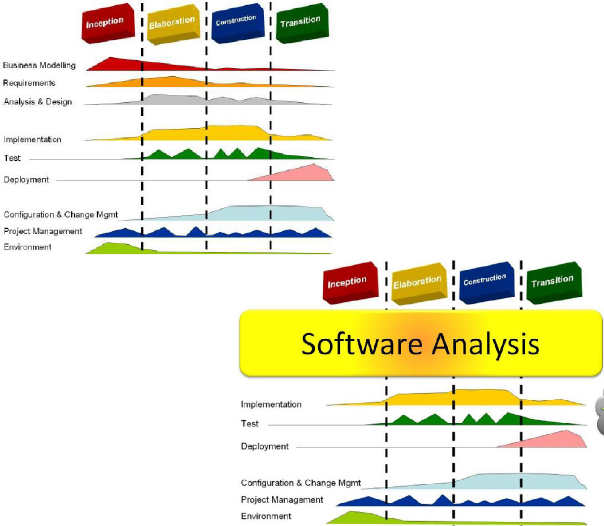 Inception Elaboration Construction Transition
Business Modelling
Requirements
Analysis & Design
Implementation
Test
Deployment
Configuration & Change Mgmt
Project Management
Environment
Inception Elaboration Construction Transition
Software Analysis
Implementation
Test
Deployment
Configuration & Change Mgmt
Project Management
Environment